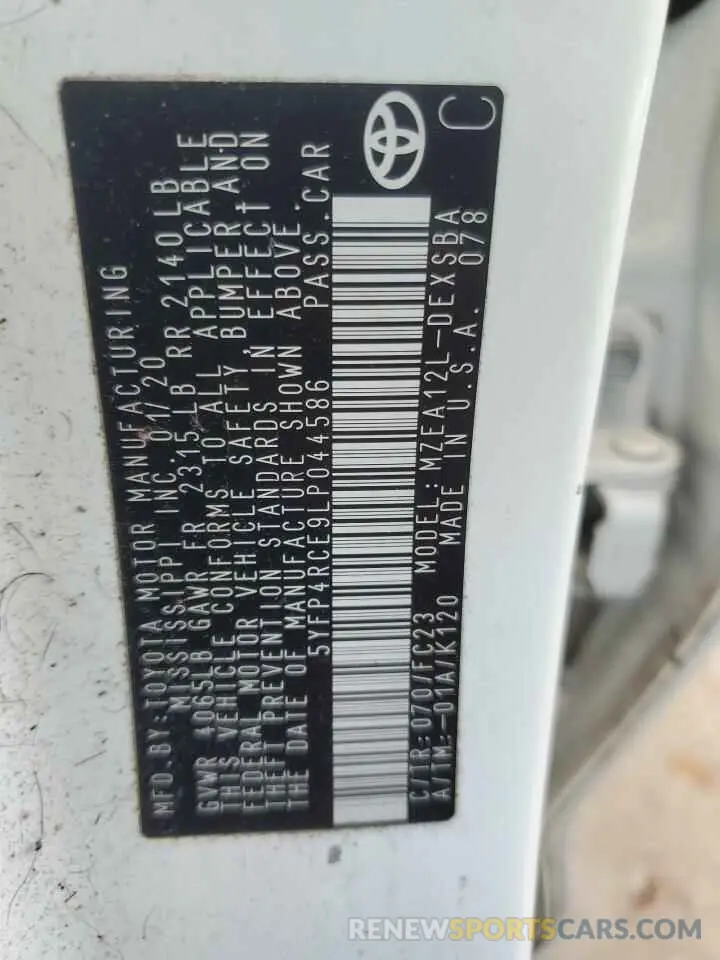 MFD. BY: TOYOTA MOTOR MANUFACTURING
MISSISSIPPI INC. 01/20
GVWR 4065LB GAWR FR 2315 LB RR 2140LB
THIS VEHICLE CONFORMS TO ALL APPLICABLE
FEDERAL MOTOR VEHICLE SAFETY, BUMPER AND
THEFT PREVENTION STANDARDS IN EFFECT ON
THE DATE OF MANUFACTURE SHOWN ABOVE.
5YFP4RCE9LP044586 PASS.CAR
C/TR:070/FC23 MODEL:MZEA12L-DEXSBA
A/TM:-01A/K120 MADE IN U.S.A. 078
C
RENEWSPORTSCARS.COM